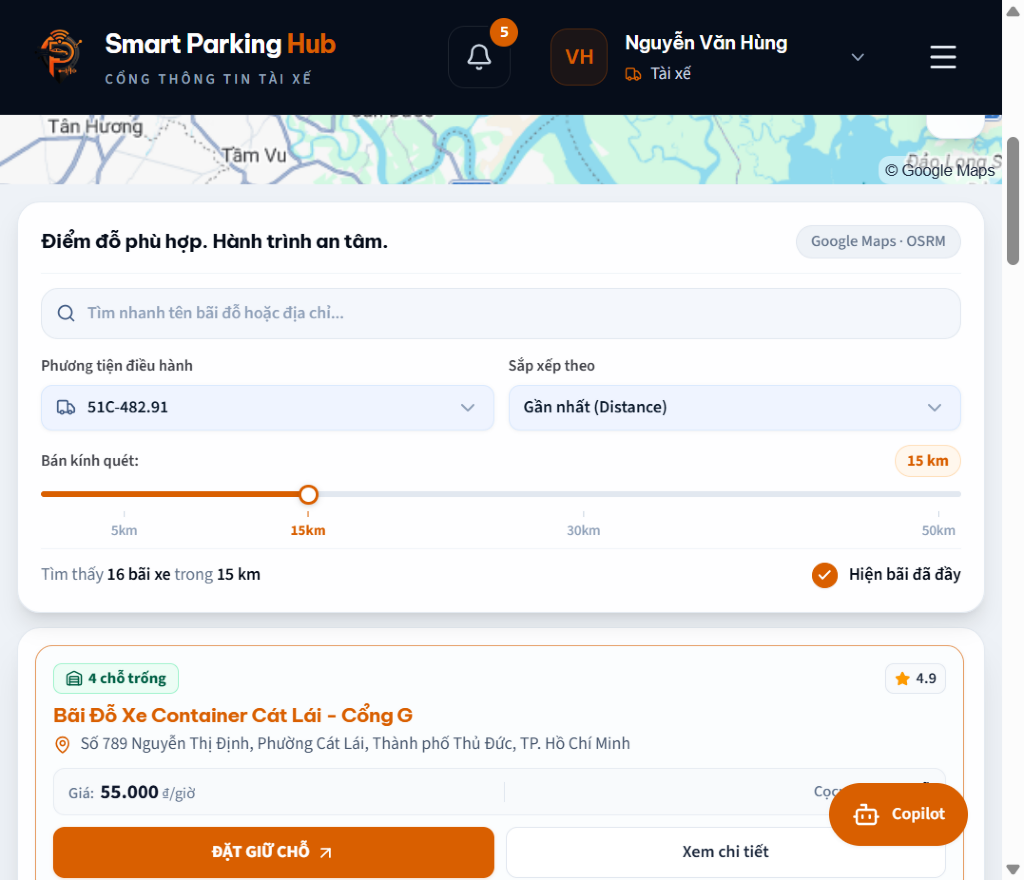 Smart Parking Hub
CỔNG THÔNG TIN TÀI XẾ
5
VH
Nguyễn Văn Hùng
Tài xế
Tân Hương
Tầm Vu
Đảo Long S
© Google Maps
Điểm đỗ phù hợp. Hành trình an tâm.
Google Maps · OSRM
Tìm nhanh tên bãi đỗ hoặc địa chỉ...
Phương tiện điều hành
Sắp xếp theo
51C-482.91
Gần nhất (Distance)
Bán kính quét:
15 km
5km
15km
30km
50km
Tìm thấy 16 bãi xe trong 15 km
Hiện bãi đã đầy
4 chỗ trống
4.9
Bãi Đỗ Xe Container Cát Lái - Cổng G
Số 789 Nguyễn Thị Định, Phường Cát Lái, Thành phố Thủ Đức, TP. Hồ Chí Minh
Giá: 55.000 đ/giờ
Cọc
Copilot
ĐẶT GIỮ CHỖ
Xem chi tiết